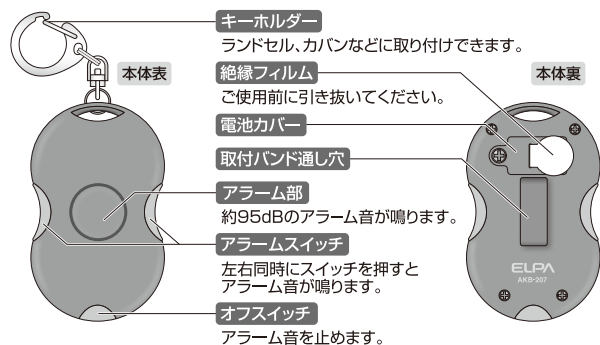 キーホルダー
ランドセル、カバンなどに取り付けできます。
本体表
絶縁フィルム
本体裏
ご使用前に引き抜いてください。
電池カバー
取付バンド通し穴
アラーム部
約95dBのアラーム音が鳴ります。
アラームスイッチ
左右同時にスイッチを押すと
アラーム音が鳴ります。
ELPA
AKB-207
オフスイッチ
アラーム音を止めます。